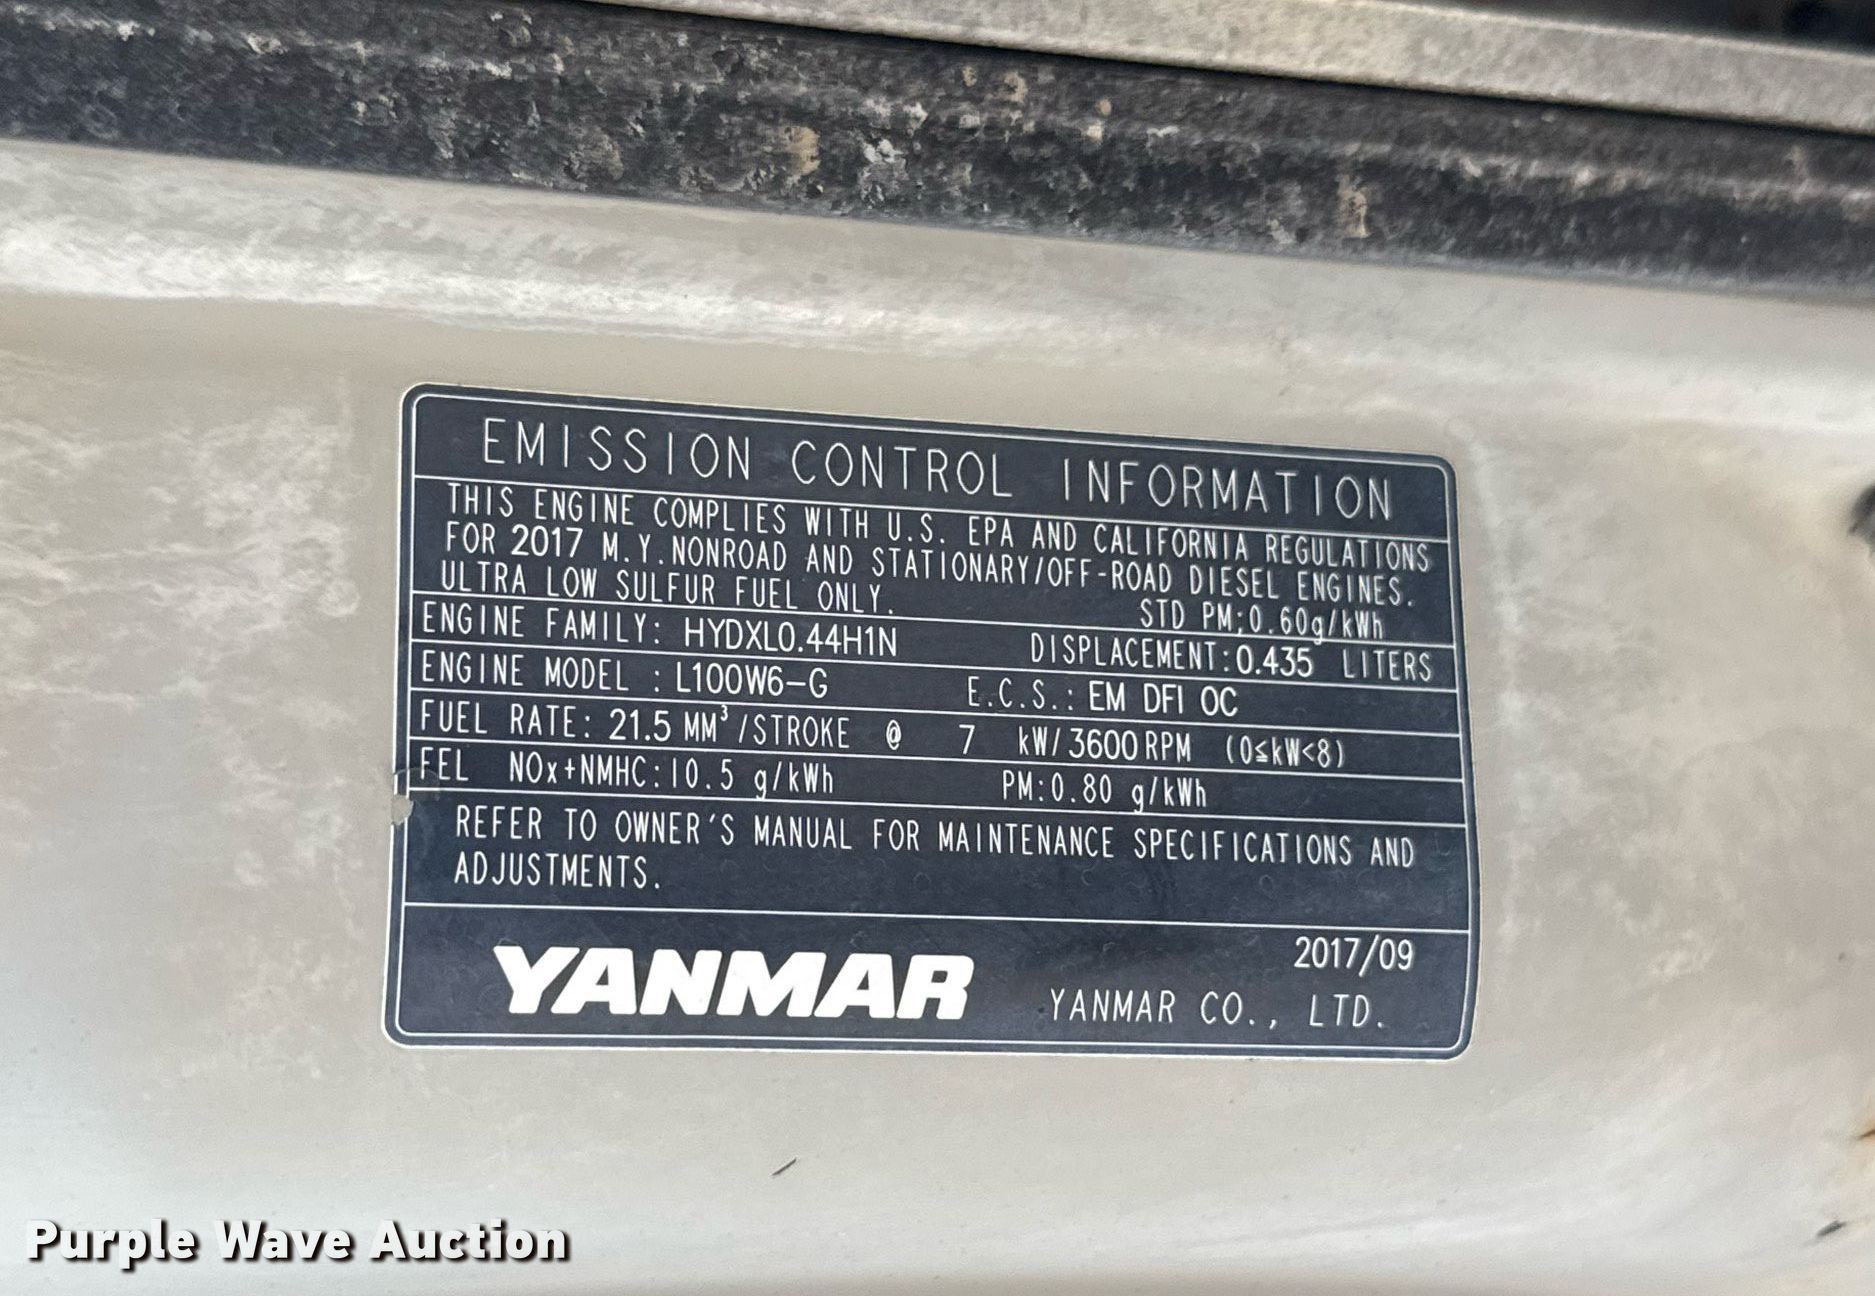 EMISSION CONTROL INFORMATION
THIS ENGINE COMPLIES WITH U.S. EPA AND CALIFORNIA REGULATIONS
FOR 2017 M.Y. NONROAD AND STATIONARY/OFF-ROAD DIESEL ENGINES.
ULTRA LOW SULFUR FUEL ONLY. STD PM:0.60g/kWh
ENGINE FAMILY: HYDXL0.44H1N DISPLACEMENT:0.435 LITERS
ENGINE MODEL : L100W6-G E.C.S.: EM DFI OC
FUEL RATE: 21.5 MM³/STROKE @ 7 kW/3600RPM (0≤kW<8)
FEL NOx+NMHC:10.5 g/kWh PM:0.80 g/kWh
REFER TO OWNER'S MANUAL FOR MAINTENANCE SPECIFICATIONS AND
ADJUSTMENTS.
2017/09
YANMAR YANMAR CO., LTD.
Purple Wave Auction